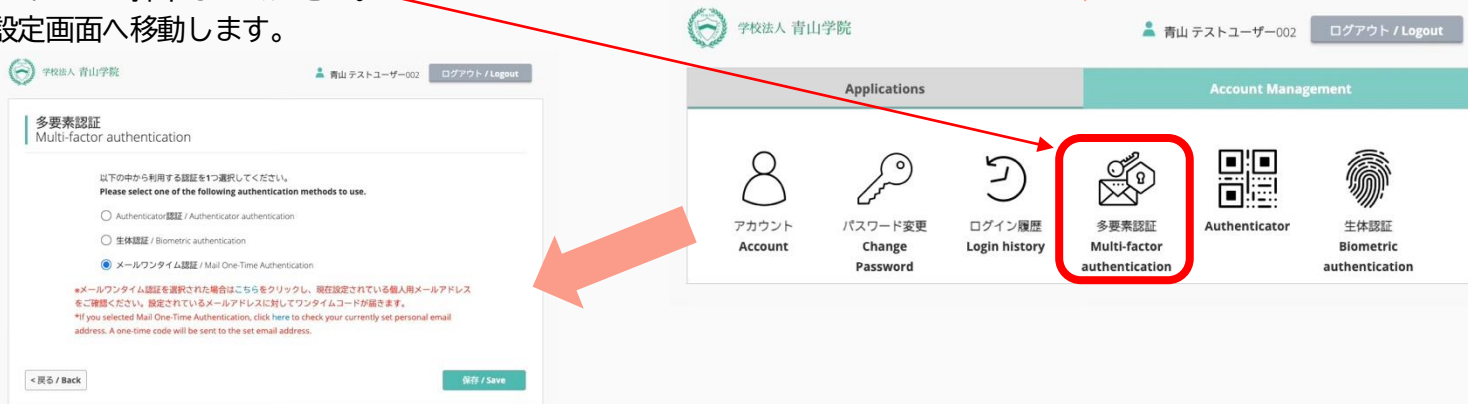 設定画面へ移動します。
学校法人 青山学院
青山 テストユーザー002
ログアウト / Logout
多要素認証
Multi-factor authentication
以下の中から利用する認証を1つ選択してください。
Please select one of the following authentication methods to use.
Authenticator認証 / Authenticator authentication
生体認証 / Biometric authentication
メールワンタイム認証 / Mail One-Time Authentication
*メールワンタイム認証を選択された場合はこちらをクリックし、現在設定されている個人用メールアドレス
をご確認ください。設定されているメールアドレスに対してワンタイムコードが届きます。
*If you selected Mail One-Time Authentication, click here to check your currently set personal email
address. A one-time code will be sent to the set email address.
<戻る / Back
保存 / Save
学校法人 青山学院
青山 テストユーザー002
ログアウト / Logout
Applications
Account Management
アカウント
Account
パスワード変更
Change
Password
ログイン履歴
Login history
多要素認証
Multi-factor
authentication
Authenticator
生体認証
Biometric
authentication